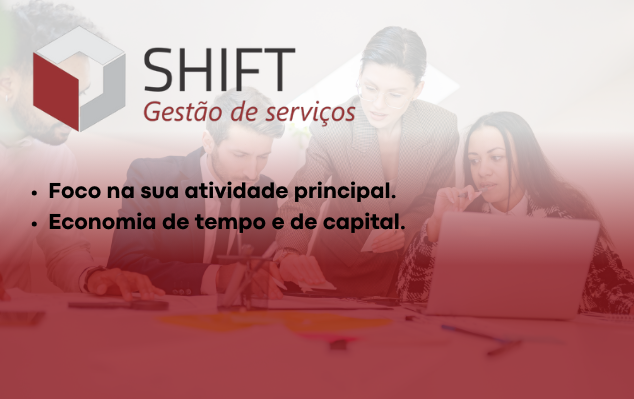 SHIFT
Gestão de serviços
• Foco na sua atividade principal.
• Economia de tempo e de capital.